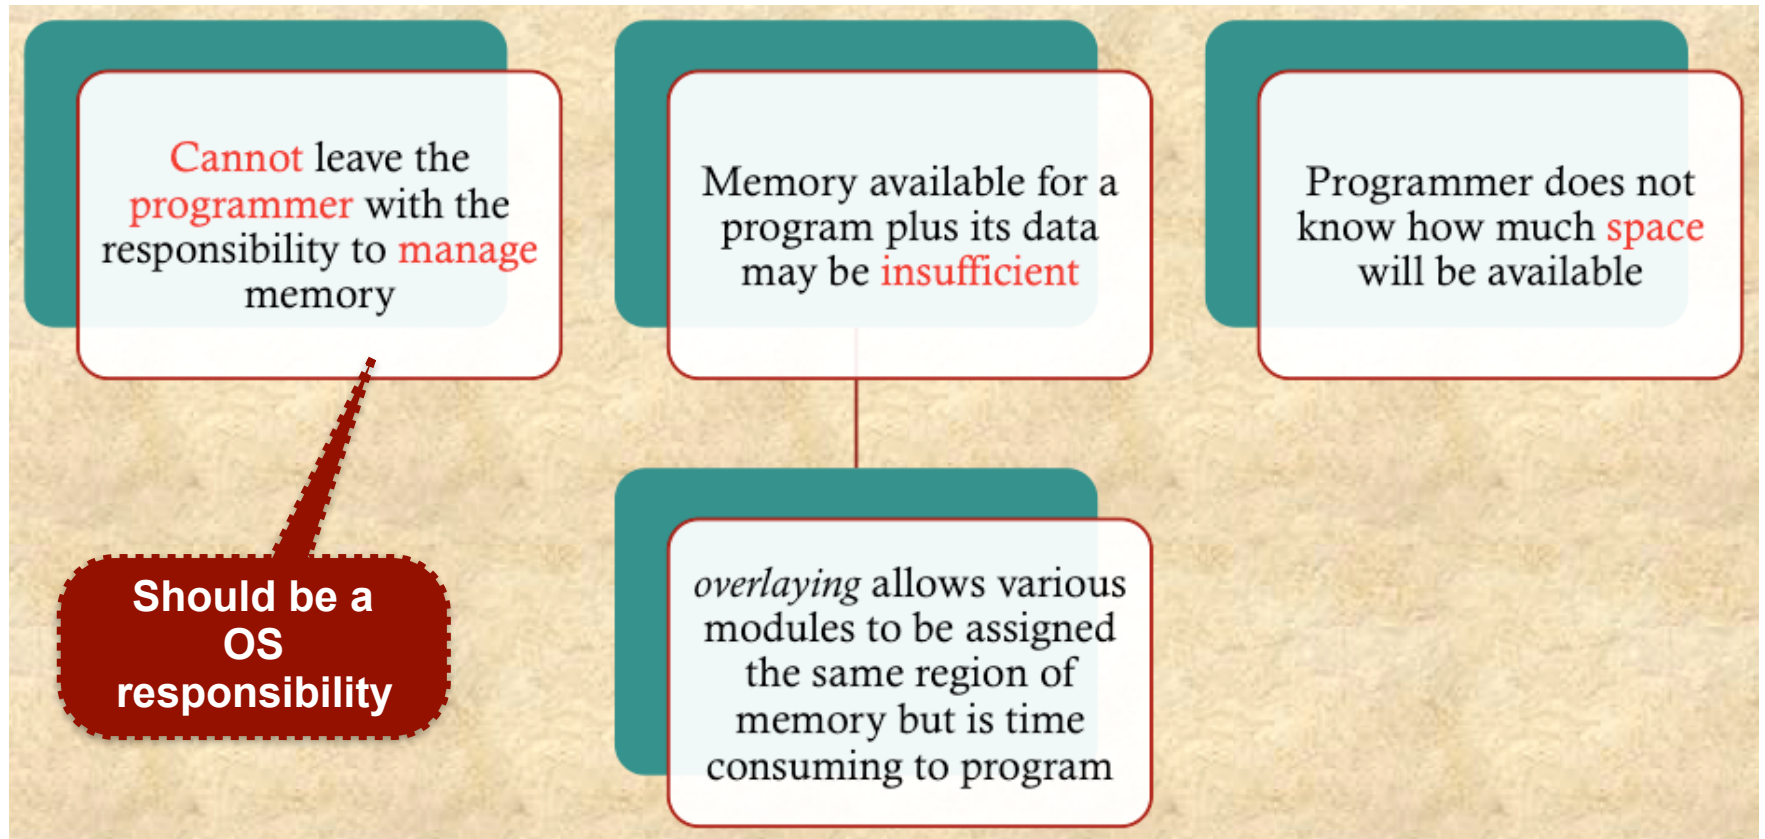 Cannot leave the
programmer with the
responsibility to manage
memory
Memory available for a
program plus its data
may be insufficient
Programmer does not
know how much space
will be available
Should be a
OS
responsibility
overlaying allows various
modules to be assigned
the same region of
memory but is time
consuming to program